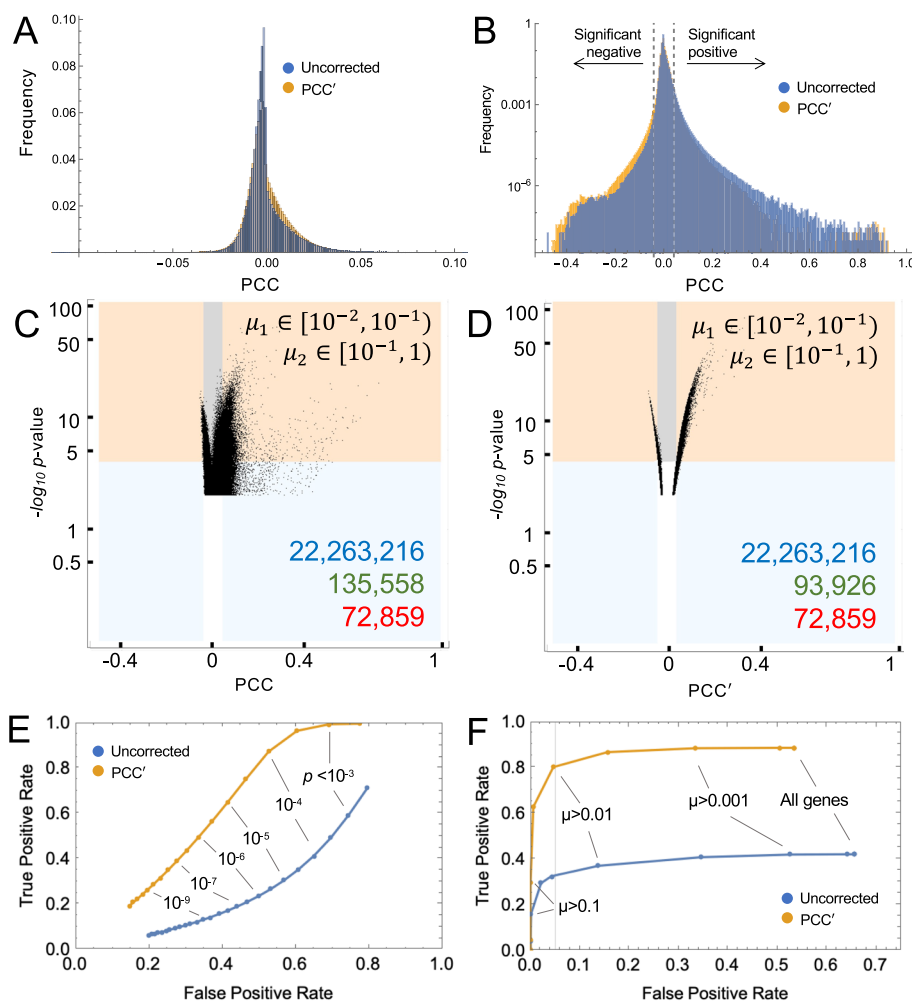 A
0.10
0.08
0.06
0.04
0.02
Frequency
Uncorrected
PCC′
−0.05
0.00
0.05
0.10
PCC
B
1
0.001
10⁻⁶
Frequency
Significant
negative
Significant
positive
Uncorrected
PCC′
−0.4
−0.2
0.0
0.2
0.4
0.6
0.8
1.0
PCC
C
100
50
10
5
1
0.5
-log₁₀ p-value
μ₁ ∈ [10⁻², 10⁻¹)
μ₂ ∈ [10⁻¹, 1)
22,263,216
135,558
72,859
-0.4
0
0.4
1
PCC
D
100
50
10
5
1
0.5
-log₁₀ p-value
μ₁ ∈ [10⁻², 10⁻¹)
μ₂ ∈ [10⁻¹, 1)
22,263,216
93,926
72,859
-0.4
0
0.4
1
PCC′
E
1.0
0.8
0.6
0.4
0.2
0.0
True Positive Rate
Uncorrected
PCC′
p <10⁻³
10⁻⁴
10⁻⁵
10⁻⁶
10⁻⁷
10⁻⁹
0.0
0.2
0.4
0.6
0.8
1.0
False Positive Rate
F
1.0
0.8
0.6
0.4
0.2
0.0
True Positive Rate
μ>0.01
μ>0.001
All genes
μ>0.1
Uncorrected
PCC′
0.0
0.1
0.2
0.3
0.4
0.5
0.6
0.7
False Positive Rate